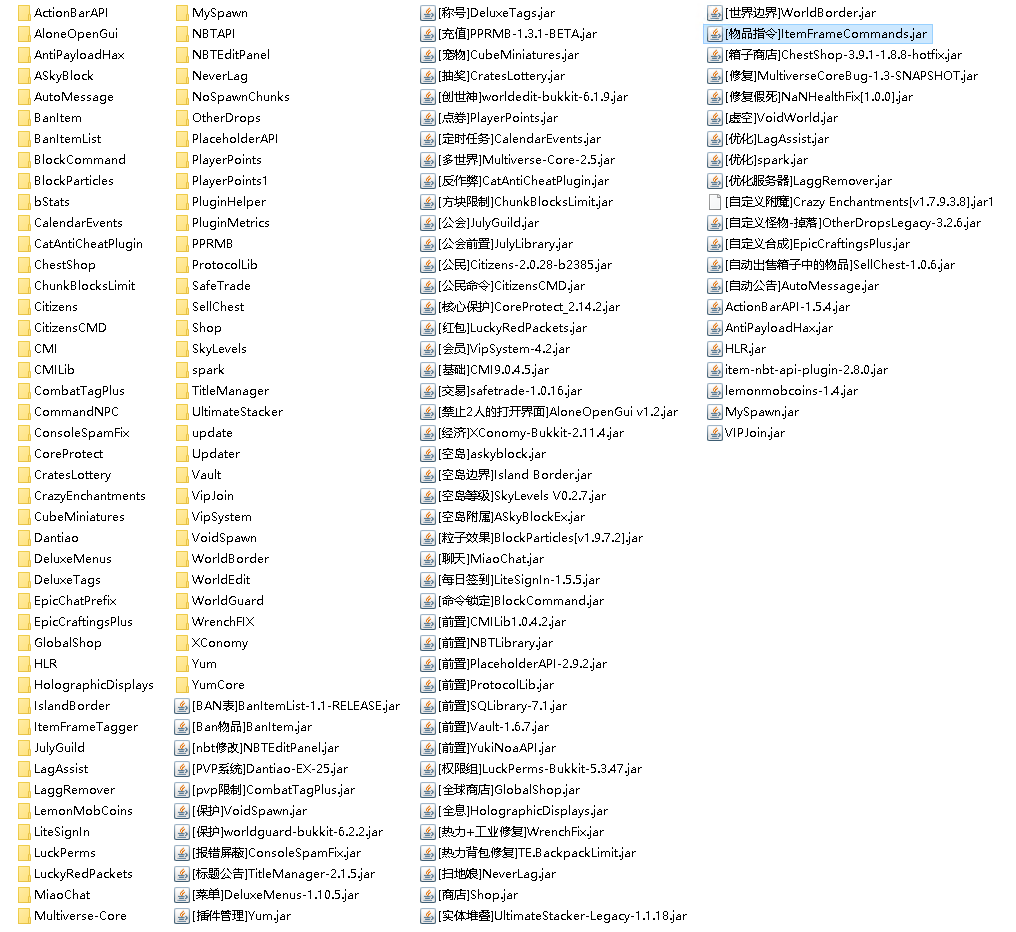 ActionBarAPI
AloneOpenGui
AntiPayloadHax
ASkyBlock
AutoMessage
BanItem
BanItemList
BlockCommand
BlockParticles
bStats
CalendarEvents
CatAntiCheatPlugin
ChestShop
ChunkBlocksLimit
Citizens
CitizensCMD
CMI
CMILib
CombatTagPlus
CommandNPC
ConsoleSpamFix
CoreProtect
CratesLottery
CrazyEnchantments
CubeMiniatures
Dantiao
DeluxeMenus
DeluxeTags
EpicChatPrefix
EpicCraftingsPlus
GlobalShop
HLR
HolographicDisplays
IslandBorder
ItemFrameTagger
JulyGuild
LagAssist
LaggRemover
LemonMobCoins
LiteSignIn
LuckPerms
LuckyRedPackets
MiaoChat
Multiverse-Core
MySpawn
NBTAPI
NBTEditPanel
NeverLag
NoSpawnChunks
OtherDrops
PlaceholderAPI
PlayerPoints
PlayerPoints1
PluginHelper
PluginMetrics
PPRMB
ProtocolLib
SafeTrade
SellChest
Shop
SkyLevels
spark
TitleManager
UltimateStacker
update
Updater
Vault
VipJoin
VipSystem
VoidSpawn
WorldBorder
WorldEdit
WorldGuard
WrenchFIX
XConomy
Yum
YumCore
[BAN表]BanItemList-1.1-RELEASE.jar
[Ban物品]BanItem.jar
[nbt修改]NBTEditPanel.jar
[PVP系统]Dantiao-EX-25.jar
[pvp限制]CombatTagPlus.jar
[保护]VoidSpawn.jar
[保护]worldguard-bukkit-6.2.2.jar
[报错屏蔽]ConsoleSpamFix.jar
[标题公告]TitleManager-2.1.5.jar
[菜单]DeluxeMenus-1.10.5.jar
[插件管理]Yum.jar
[称号]DeluxeTags.jar
[充值]PPRMB-1.3.1-BETA.jar
[宠物]CubeMiniatures.jar
[抽奖]CratesLottery.jar
[创世神]worldedit-bukkit-6.1.9.jar
[点券]PlayerPoints.jar
[定时任务]CalendarEvents.jar
[多世界]Multiverse-Core-2.5.jar
[反作弊]CatAntiCheatPlugin.jar
[方块限制]ChunkBlocksLimit.jar
[公会]JulyGuild.jar
[公会前置]JulyLibrary.jar
[公民]Citizens-2.0.28-b2385.jar
[公民命令]CitizensCMD.jar
[核心保护]CoreProtect_2.14.2.jar
[红包]LuckyRedPackets.jar
[会员]VipSystem-4.2.jar
[基础]CMI9.0.4.5.jar
[交易]safetrade-1.0.16.jar
[禁止2人的打开界面]AloneOpenGui v1.2.jar
[经济]XConomy-Bukkit-2.11.4.jar
[空岛]askyblock.jar
[空岛边界]Island Border.jar
[空岛等级]SkyLevels V0.2.7.jar
[空岛附属]ASkyBlockEx.jar
[粒子效果]BlockParticles[v1.9.7.2].jar
[聊天]MiaoChat.jar
[每日签到]LiteSignIn-1.5.5.jar
[命令锁定]BlockCommand.jar
[前置]CMILib1.0.4.2.jar
[前置]NBTLibrary.jar
[前置]PlaceholderAPI-2.9.2.jar
[前置]ProtocolLib.jar
[前置]SQLibrary-7.1.jar
[前置]Vault-1.6.7.jar
[前置]YukiNoaAPI.jar
[权限组]LuckPerms-Bukkit-5.3.47.jar
[全球商店]GlobalShop.jar
[全息]HolographicDisplays.jar
[热力+工业修复]WrenchFix.jar
[热力背包修复]TE.BackpackLimit.jar
[扫地娘]NeverLag.jar
[商店]Shop.jar
[实体堆叠]UltimateStacker-Legacy-1.1.18.jar
[世界边界]WorldBorder.jar
[物品指令]ItemFrameCommands.jar
[箱子商店]ChestShop-3.9.1-1.8.8-hotfix.jar
[修复]MultiverseCoreBug-1.3-SNAPSHOT.jar
[修复假死]NaNHealthFix[1.0.0].jar
[虚空]VoidWorld.jar
[优化]LagAssist.jar
[优化]spark.jar
[优化服务器]LaggRemover.jar
[自定义附魔]Crazy Enchantments[v1.7.9.3.8].jar1
[自定义怪物-掉落]OtherDropsLegacy-3.2.6.jar
[自定义合成]EpicCraftingsPlus.jar
[自动出售箱子中的物品]SellChest-1.0.6.jar
[自动公告]AutoMessage.jar
ActionBarAPI-1.5.4.jar
AntiPayloadHax.jar
HLR.jar
item-nbt-api-plugin-2.8.0.jar
lemonmobcoins-1.4.jar
MySpawn.jar
VIPJoin.jar